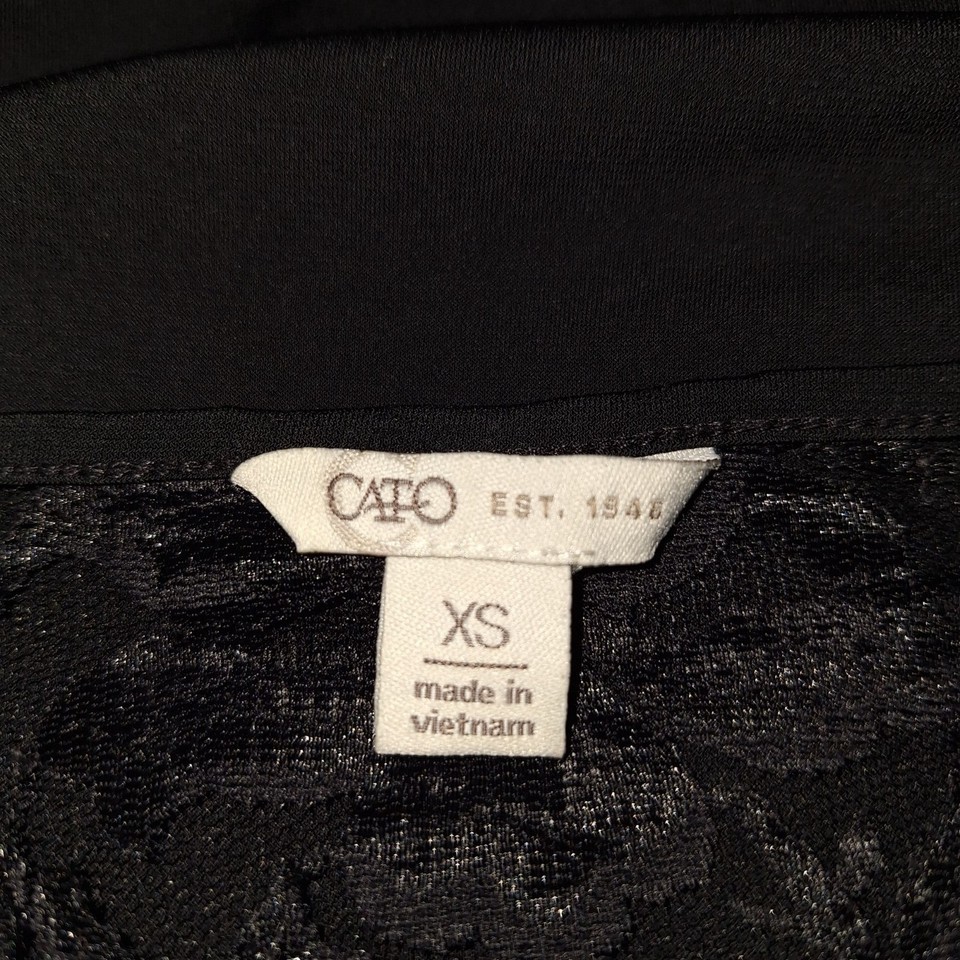 CATO EST. 1946
XS
made in
vietnam